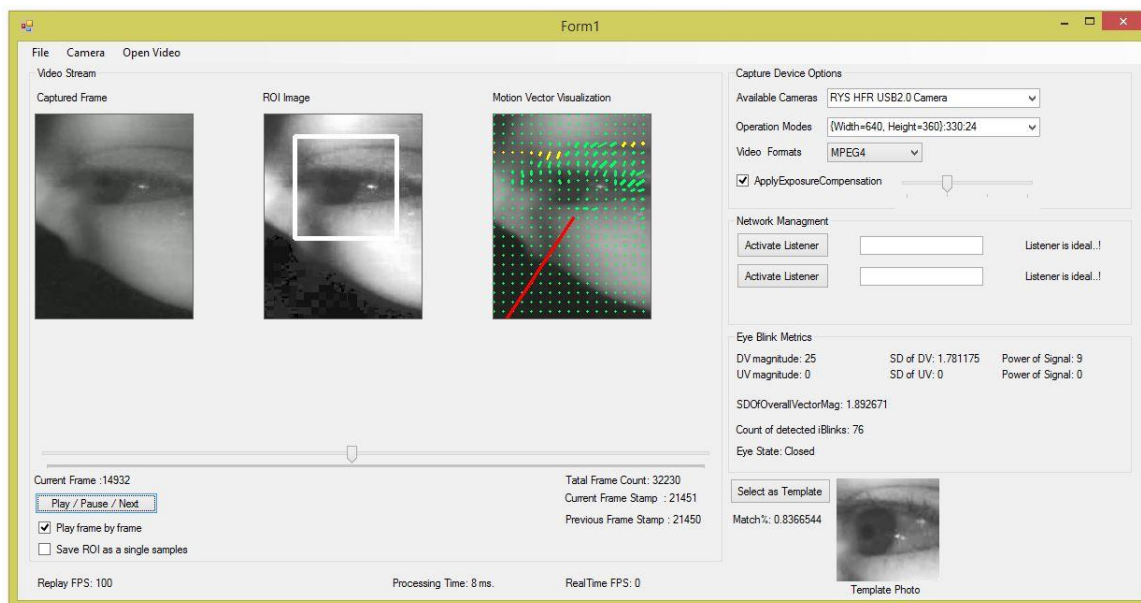 Form1
File Camera Open Video
Video Stream
Captured Frame ROI Image Motion Vector Visualization
Current Frame :14932
Play / Pause / Next
Play frame by frame
Save ROI as a single samples
Tatal Frame Count: 32230
Current Frame Stamp : 21451
Previous Frame Stamp : 21450
Replay FPS: 100 Processing Time: 8 ms. RealTime FPS: 0
Capture Device Options
Available Cameras RYS HFR USB2.0 Camera
Operation Modes {Width=640, Height=360}:330:24
Video Formats MPEG4
ApplyExposureCompensation
Network Managment
Activate Listener Listener is ideal..!
Activate Listener Listener is ideal..!
Eye Blink Metrics
DV magnitude: 25 SD of DV: 1.781175 Power of Signal: 9
UV magnitude: 0 SD of UV: 0 Power of Signal: 0
SDOfOverallVectorMag: 1.892671
Count of detected iBlinks: 76
Eye State: Closed
Select as Template
Match%: 0.8366544
Template Photo